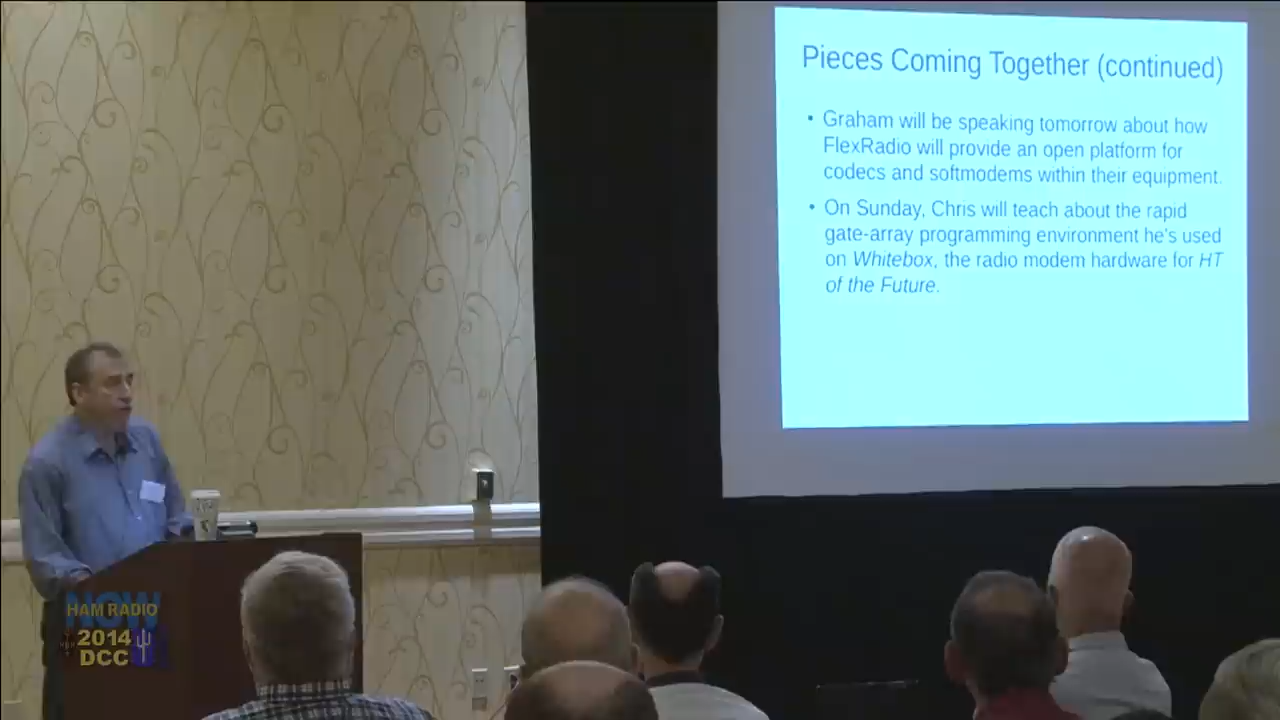 Pieces Coming Together (continued)
• Graham will be speaking tomorrow about how
FlexRadio will provide an open platform for
codecs and softmodems within their equipment.
• On Sunday, Chris will teach about the rapid
gate-array programming environment he's used
on Whitebox, the radio modem hardware for HT
of the Future.
NOW
HAM RADIO
2014
DCC